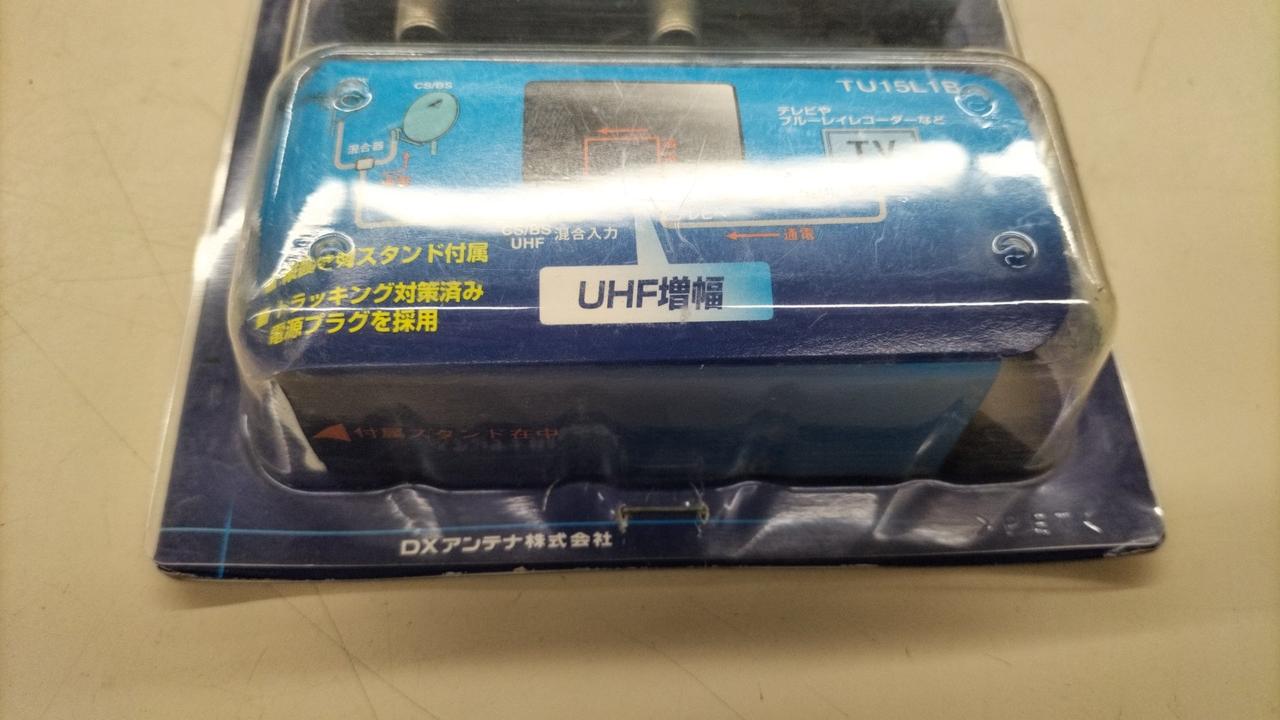 CS/BS
TU15L1B
テレビや
ブルーレイレコーダーなど
混合器
TV
CS/BS
UHF 混合入力
通電
スタンド付属
トラッキング対策済み
電源プラグを採用
UHF増幅
付属スタンド在中
DXアンテナ株式会社
>PET<